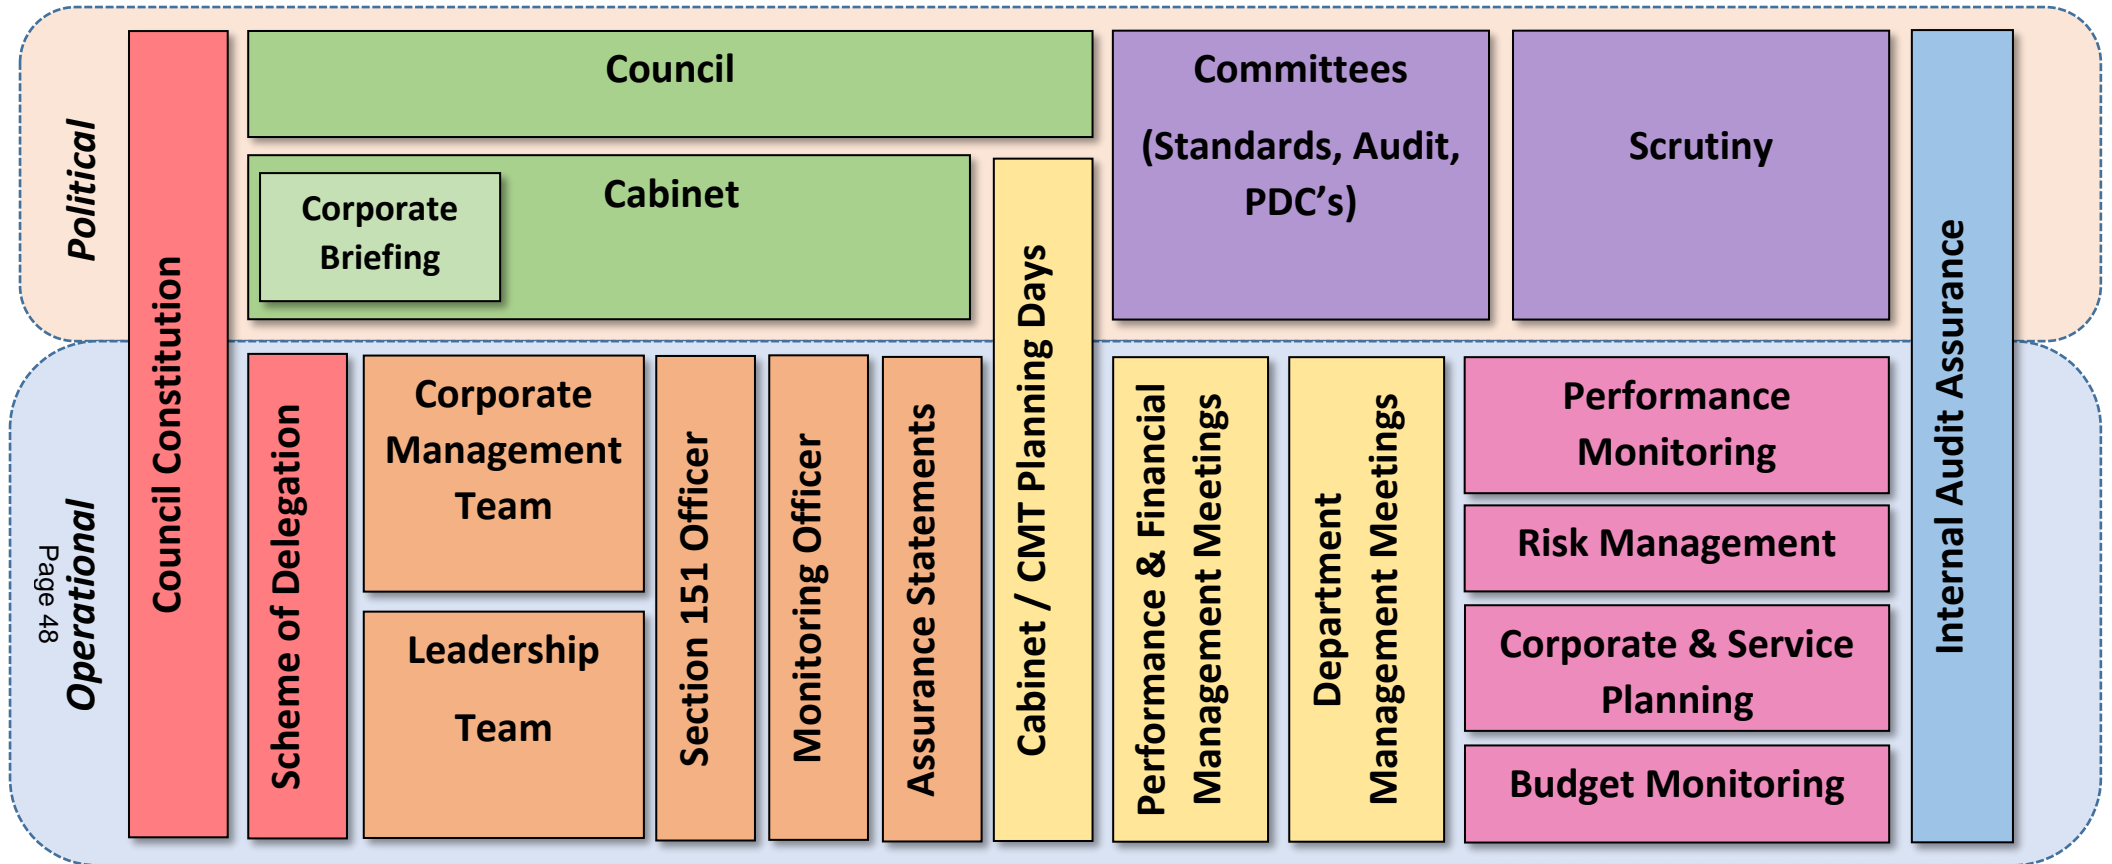 Political
Council Constitution
Council
Cabinet
Corporate
Briefing
Cabinet / CMT Planning Days
Committees
(Standards, Audit,
PDC’s)
Scrutiny
Internal Audit Assurance
Operational
Page 48
Scheme of Delegation
Corporate
Management
Team
Leadership
Team
Section 151 Officer
Monitoring Officer
Assurance Statements
Performance & Financial
Management Meetings
Department
Management Meetings
Performance
Monitoring
Risk Management
Corporate & Service
Planning
Budget Monitoring